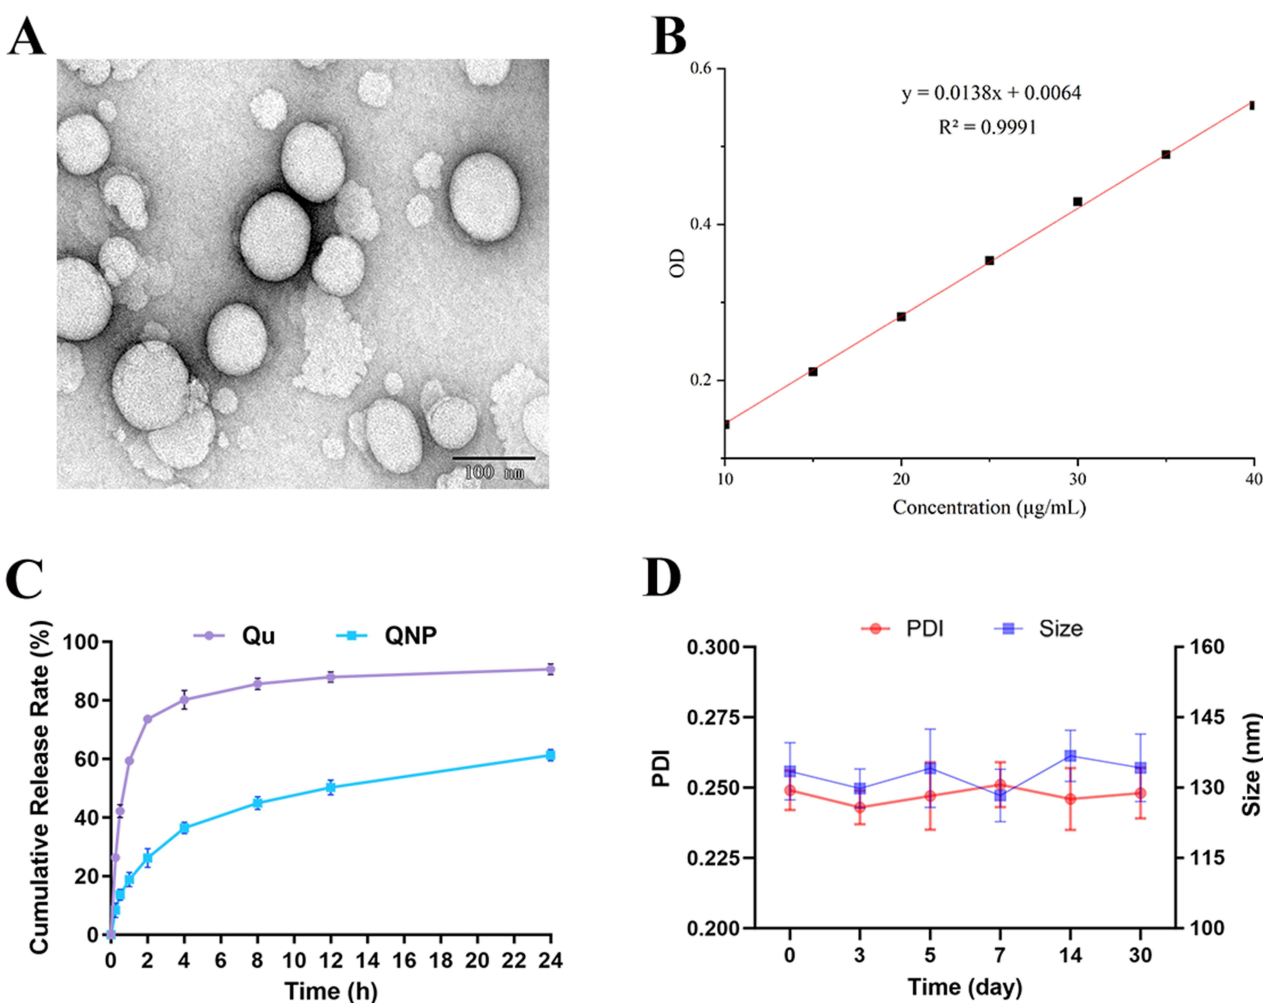 A
100 nm
B
0.6
0.4
0.2
y = 0.0138x + 0.0064
R² = 0.9991
OD
10
20
30
40
Concentration (μg/mL)
C
Qu
QNP
Cumulative Release Rate (%)
100
80
60
40
20
0
0 2 4 6 8 10 12 14 16 18 20 22 24
Time (h)
D
PDI
Size
PDI
0.300
0.275
0.250
0.225
0.200
160
145
130
115
100
Size (nm)
0 3 5 7 14 30
Time (day)